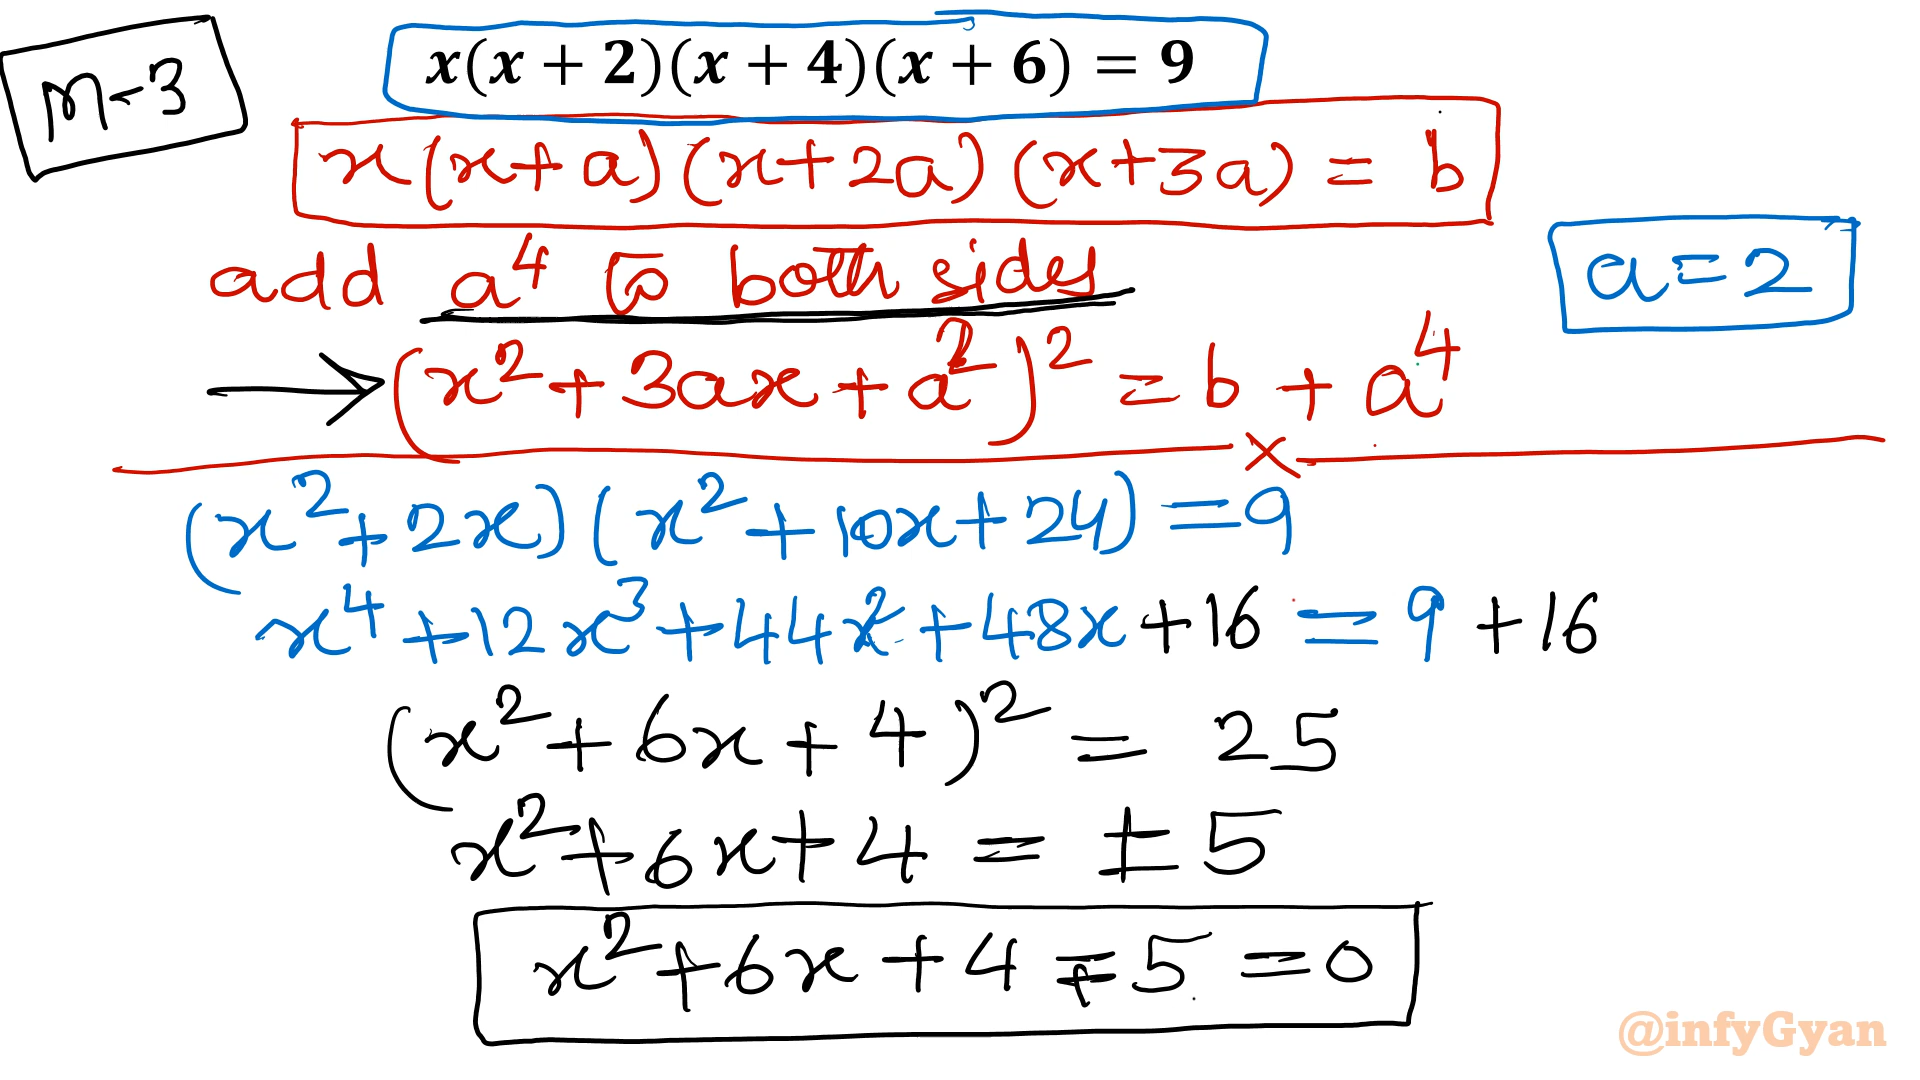 M-3
x(x + 2)(x + 4)(x + 6) = 9
x(x+a)(x+2a)(x+3a) = b
add a⁴ to both sides
a=2
→(x²+3ax+a²)² = b + a⁴
(x²+2x)(x²+10x+24)=9
x⁴+12x³+44x²+48x+16 = 9+16
(x²+6x+4)² = 25
x²+6x+4 = ±5
x²+6x+4∓5=0
@infyGyan